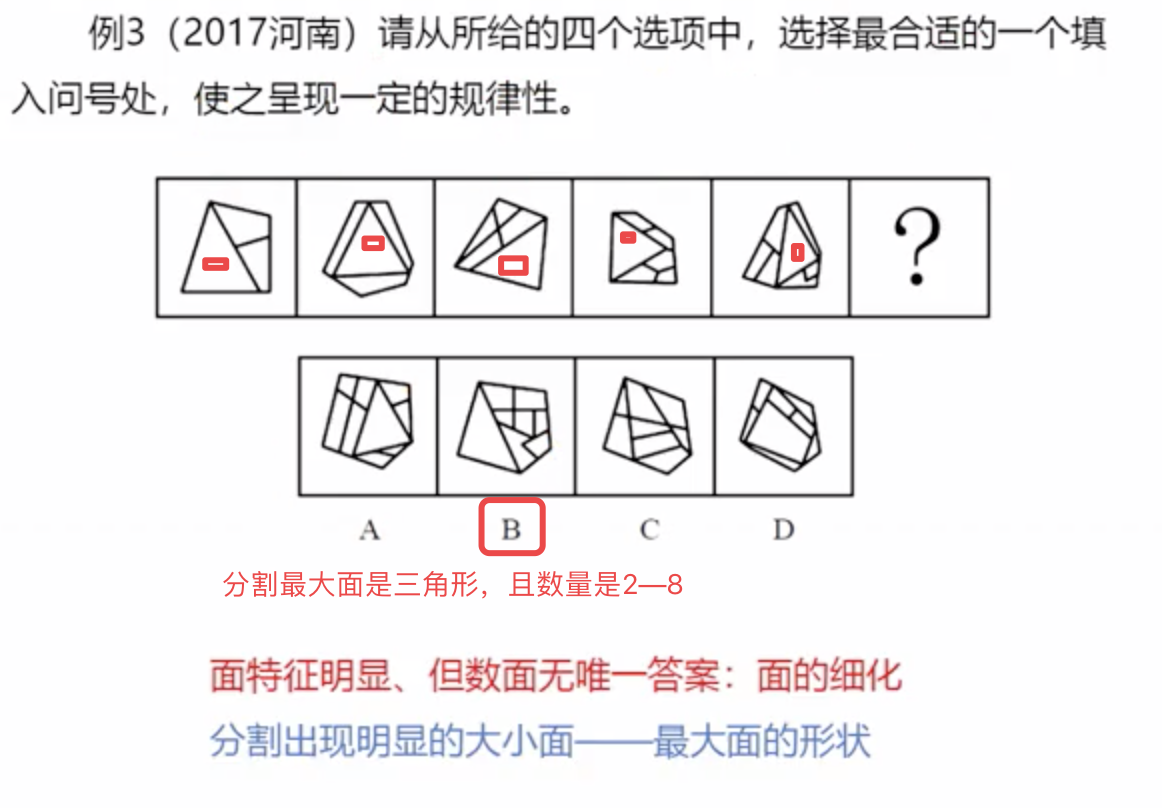 例3（2017河南）请从所给的四个选项中，选择最合适的一个填
入问号处，使之呈现一定的规律性。
?
A B C D
分割最大面是三角形，且数量是2—8
面特征明显、但数面无唯一答案：面的细化
分割出现明显的大小面——最大面的形状